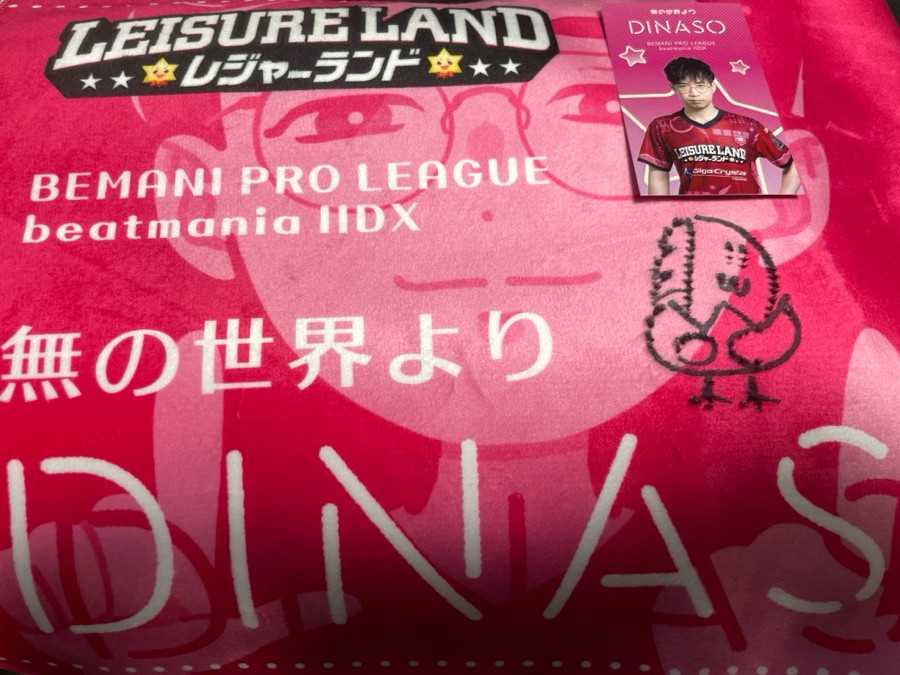 LEISURE LAND
レジャーランド
BEMANI PRO LEAGUE
beatmania IIDX
無の世界より
DINAS
無の世界より
DINASO
BEMANI PRO LEAGUE
beatmania IIDX
LEISURE LAND
レジャーランド
GigaCrysta